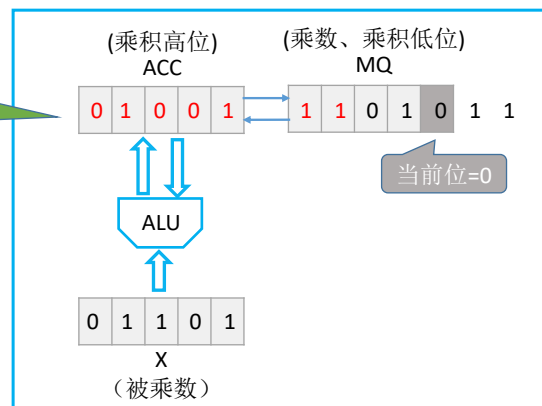 (乘积高位) (乘数、乘积低位)
ACC MQ
0 1 0 0 1 1 1 0 1 0 1 1
当前位=0
ALU
0 1 1 0 1
X
（被乘数）